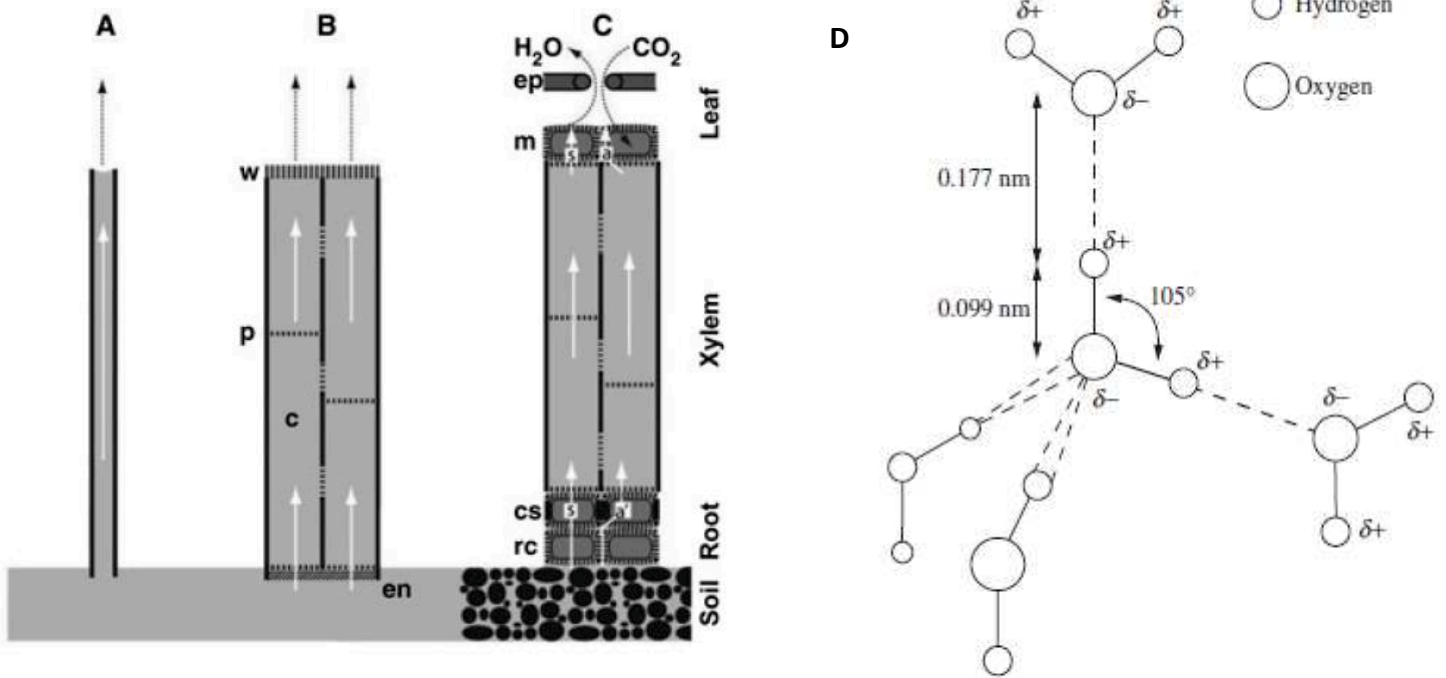 A
B
C
H₂O
CO₂
ep
m
s
a
Leaf
w
p
c
Xylem
cs
s
a'
rc
Root
en
Soil
D
Hydrogen
Oxygen
δ+
δ+
δ−
0.177 nm
δ+
0.099 nm
105°
δ+
δ−
δ−
δ+
δ+